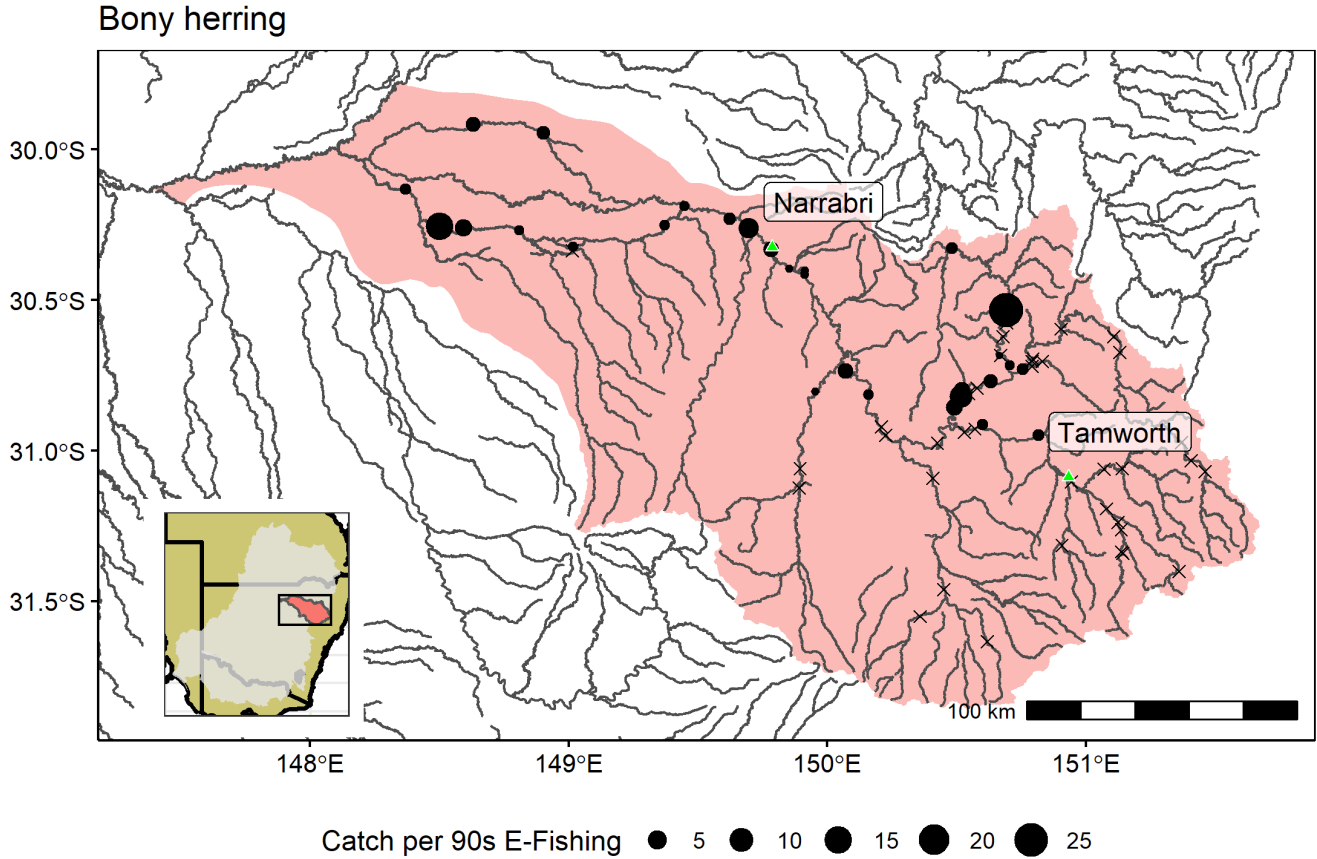 Bony herring
30.0°S
30.5°S
31.0°S
31.5°S
Narrabri
Tamworth
100 km
148°E 149°E 150°E 151°E
Catch per 90s E-Fishing 5 10 15 20 25